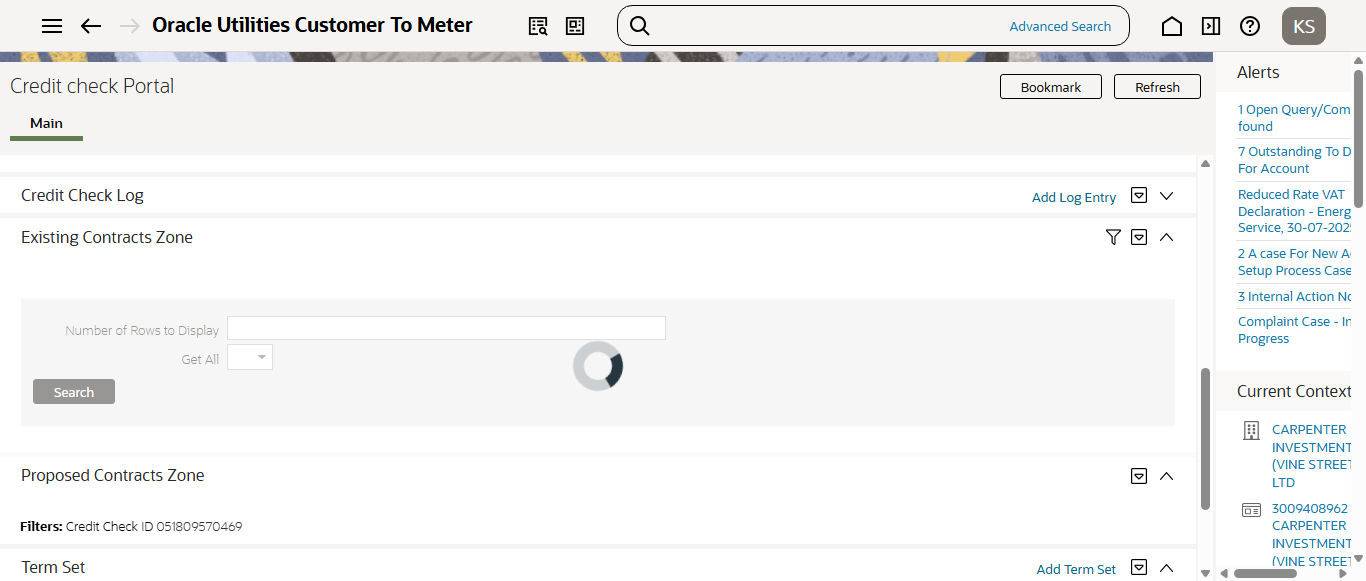 Oracle Utilities Customer To Meter
Advanced Search
KS
Credit check Portal
Bookmark
Refresh
Main
Credit Check Log
Add Log Entry
Existing Contracts Zone
Number of Rows to Display
Get All
Search
Proposed Contracts Zone
Filters: Credit Check ID 051809570469
Term Set
Add Term Set
Alerts
1 Open Query/Com
found
7 Outstanding To D
For Account
Reduced Rate VAT
Declaration - Energ
Service, 30-07-202
2 A case For New A
Setup Process Case
3 Internal Action No
Complaint Case - In
Progress
Current Context
CARPENTER
INVESTMENT
(VINE STREET
LTD
3009408962
CARPENTER
INVESTMENT
(VINE STREET